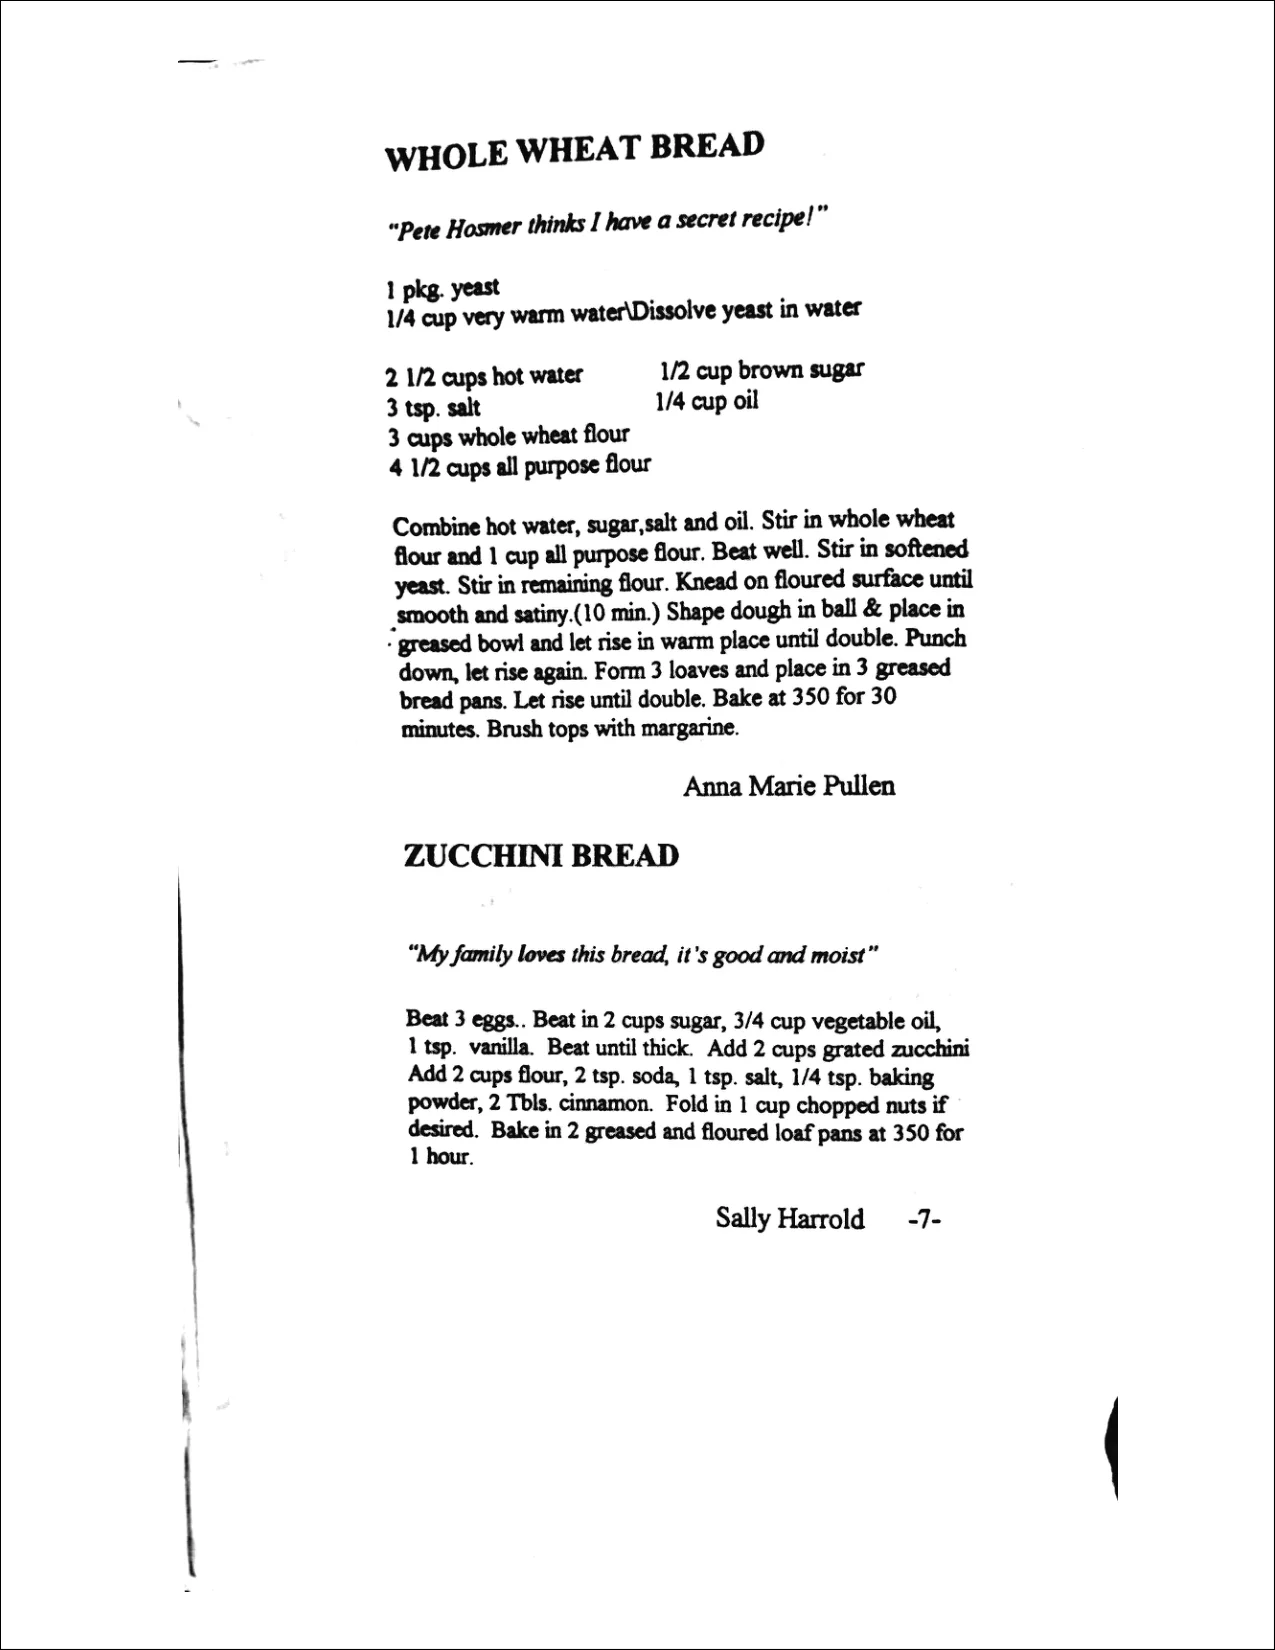 WHOLE WHEAT BREAD
"Pete Hosmer thinks I have a secret recipe!"
1 pkg. yeast
1/4 cup very warm water\Dissolve yeast in water
2 1/2 cups hot water 1/2 cup brown sugar
3 tsp. salt 1/4 cup oil
3 cups whole wheat flour
4 1/2 cups all purpose flour
Combine hot water, sugar,salt and oil. Stir in whole wheat
flour and 1 cup all purpose flour. Beat well. Stir in softened
yeast. Stir in remaining flour. Knead on floured surface until
smooth and satiny.(10 min.) Shape dough in ball & place in
greased bowl and let rise in warm place until double. Punch
down, let rise again. Form 3 loaves and place in 3 greased
bread pans. Let rise until double. Bake at 350 for 30
minutes. Brush tops with margarine.
Anna Marie Pullen
ZUCCHINI BREAD
"My family loves this bread, it's good and moist"
Beat 3 eggs.. Beat in 2 cups sugar, 3/4 cup vegetable oil,
1 tsp. vanilla. Beat until thick. Add 2 cups grated zucchini
Add 2 cups flour, 2 tsp. soda, 1 tsp. salt, 1/4 tsp. baking
powder, 2 Tbls. cinnamon. Fold in 1 cup chopped nuts if
desired. Bake in 2 greased and floured loaf pans at 350 for
1 hour.
Sally Harrold -7-